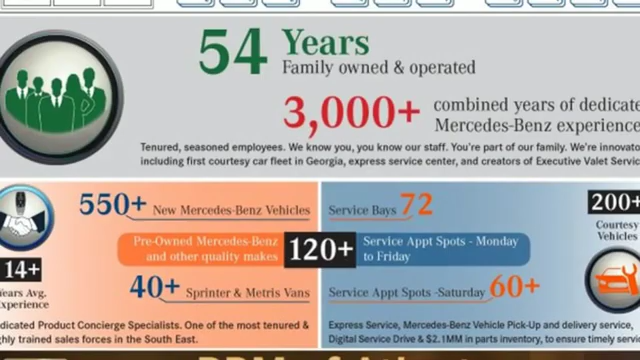 54 Years
Family owned & operated
3,000+ combined years of dedicate
Mercedes-Benz experience
Tenured, seasoned employees. We know you, you know our staff. You're part of our family. We're innovato
including first courtesy car fleet in Georgia, express service center, and creators of Executive Valet Servic
550+ New Mercedes-Benz Vehicles
Pre-Owned Mercedes-Benz
and other quality makes
14+
Years Avg.
xperience
40+ Sprinter & Metris Vans
dicated Product Concierge Specialists. One of the most tenured &
ghly trained sales forces in the South East.
120+
Service Bays 72
Service Appt Spots - Monday
to Friday
Service Appt Spots -Saturday 60+
200+
Courtesy
Vehicles
Express Service, Mercedes-Benz Vehicle Pick-Up and delivery service,
Digital Service Drive & $2.1MM in parts inventory, to ensure timely serv